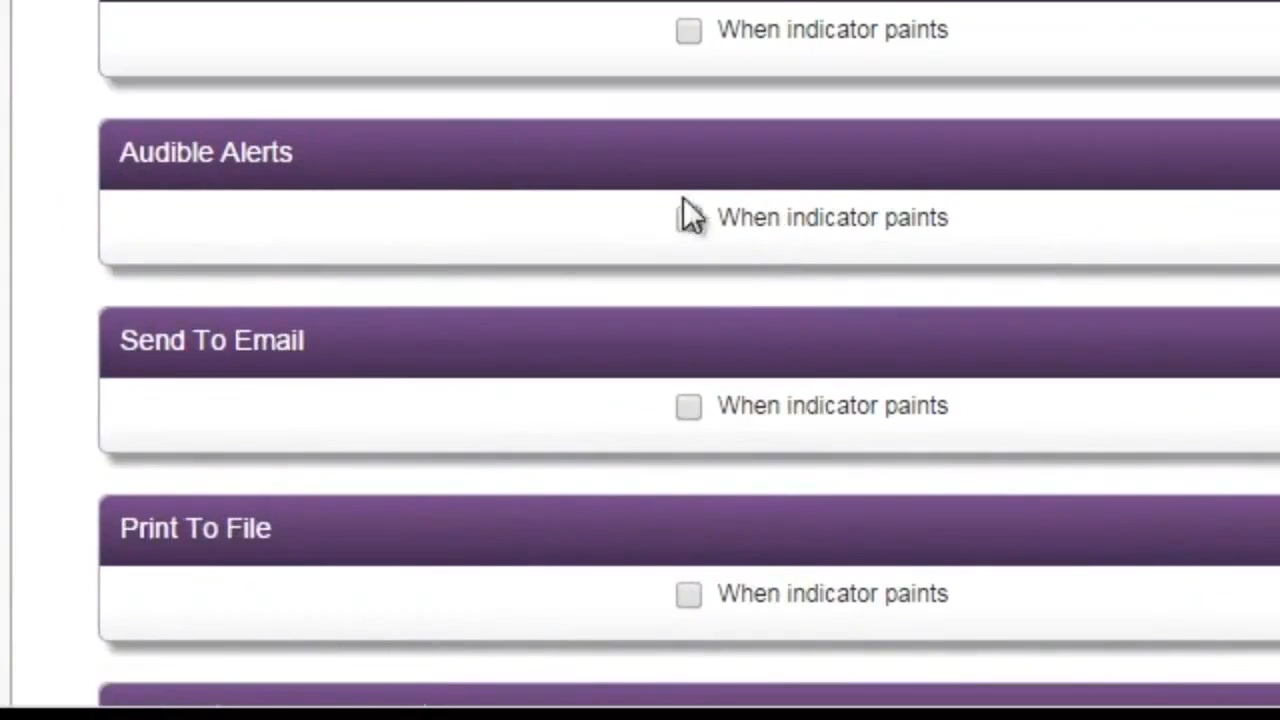 When indicator paints
Audible Alerts
When indicator paints
Send To Email
When indicator paints
Print To File
When indicator paints